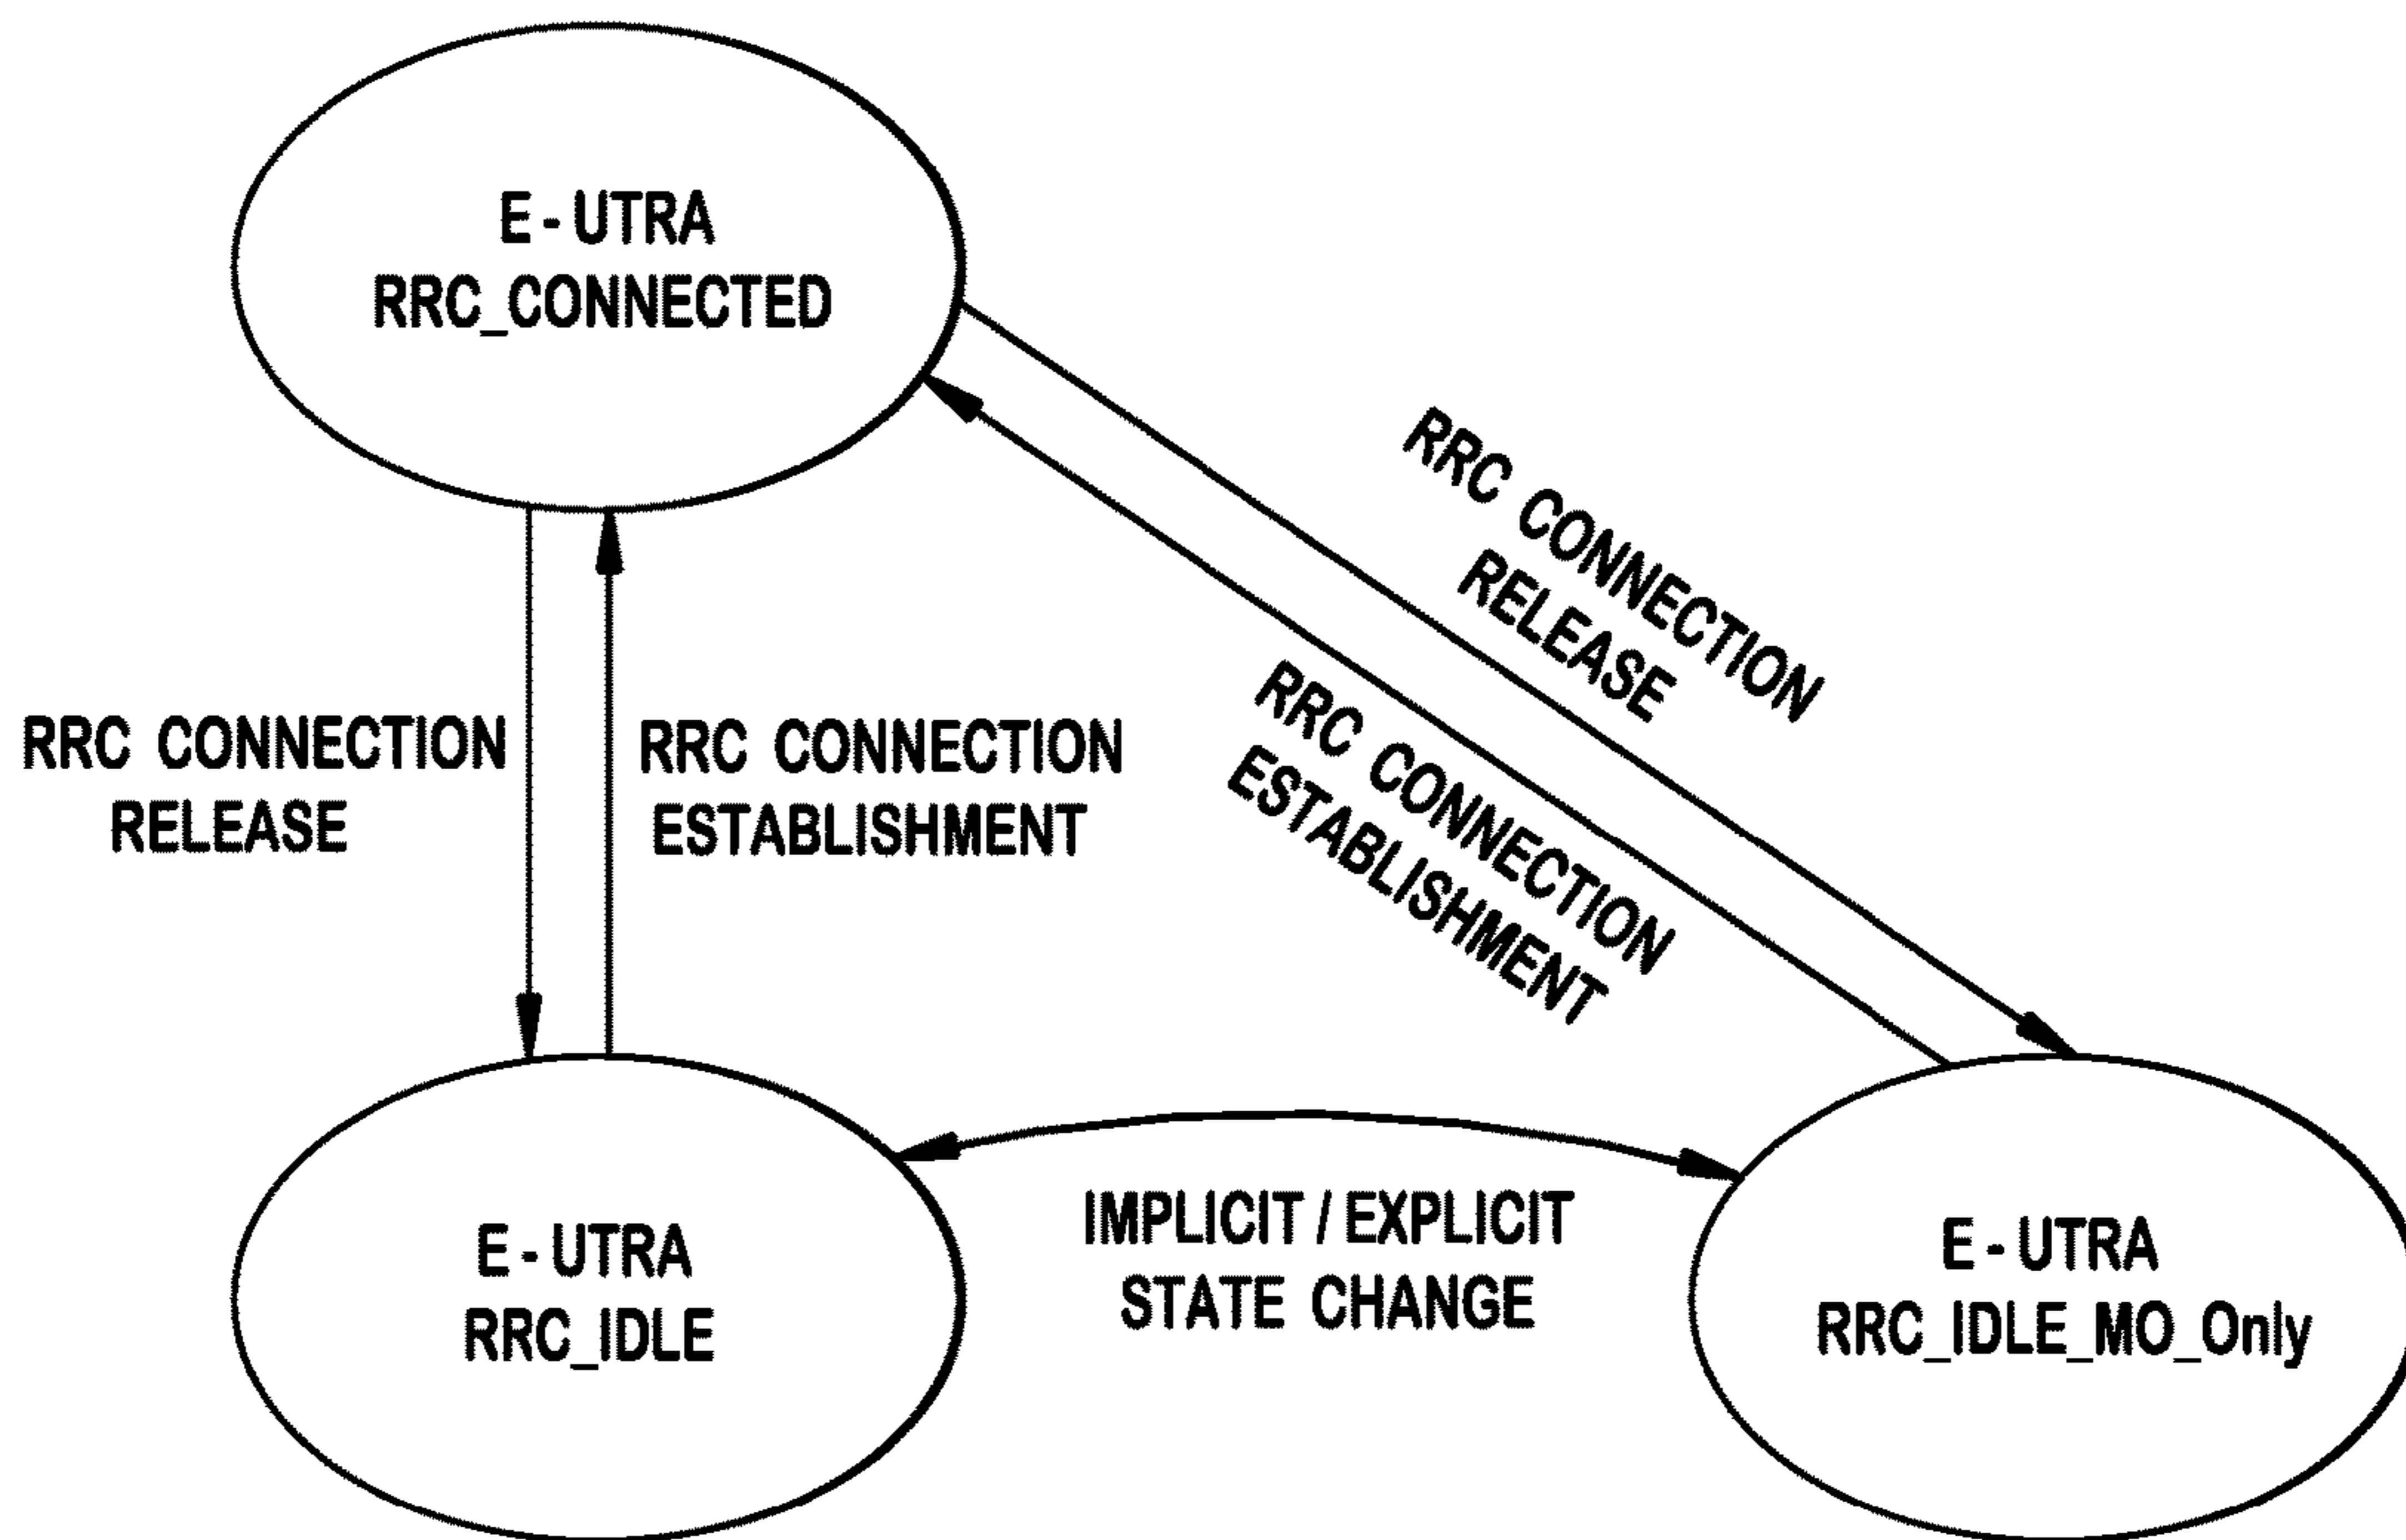 E - UTRA
RRC_CONNECTED
RRC CONNECTION
RELEASE
RRC CONNECTION
ESTABLISHMENT
RRC CONNECTION
RELEASE
RRC CONNECTION
ESTABLISHMENT
IMPLICIT / EXPLICIT
STATE CHANGE
E - UTRA
RRC_IDLE
E - UTRA
RRC_IDLE_MO_Only